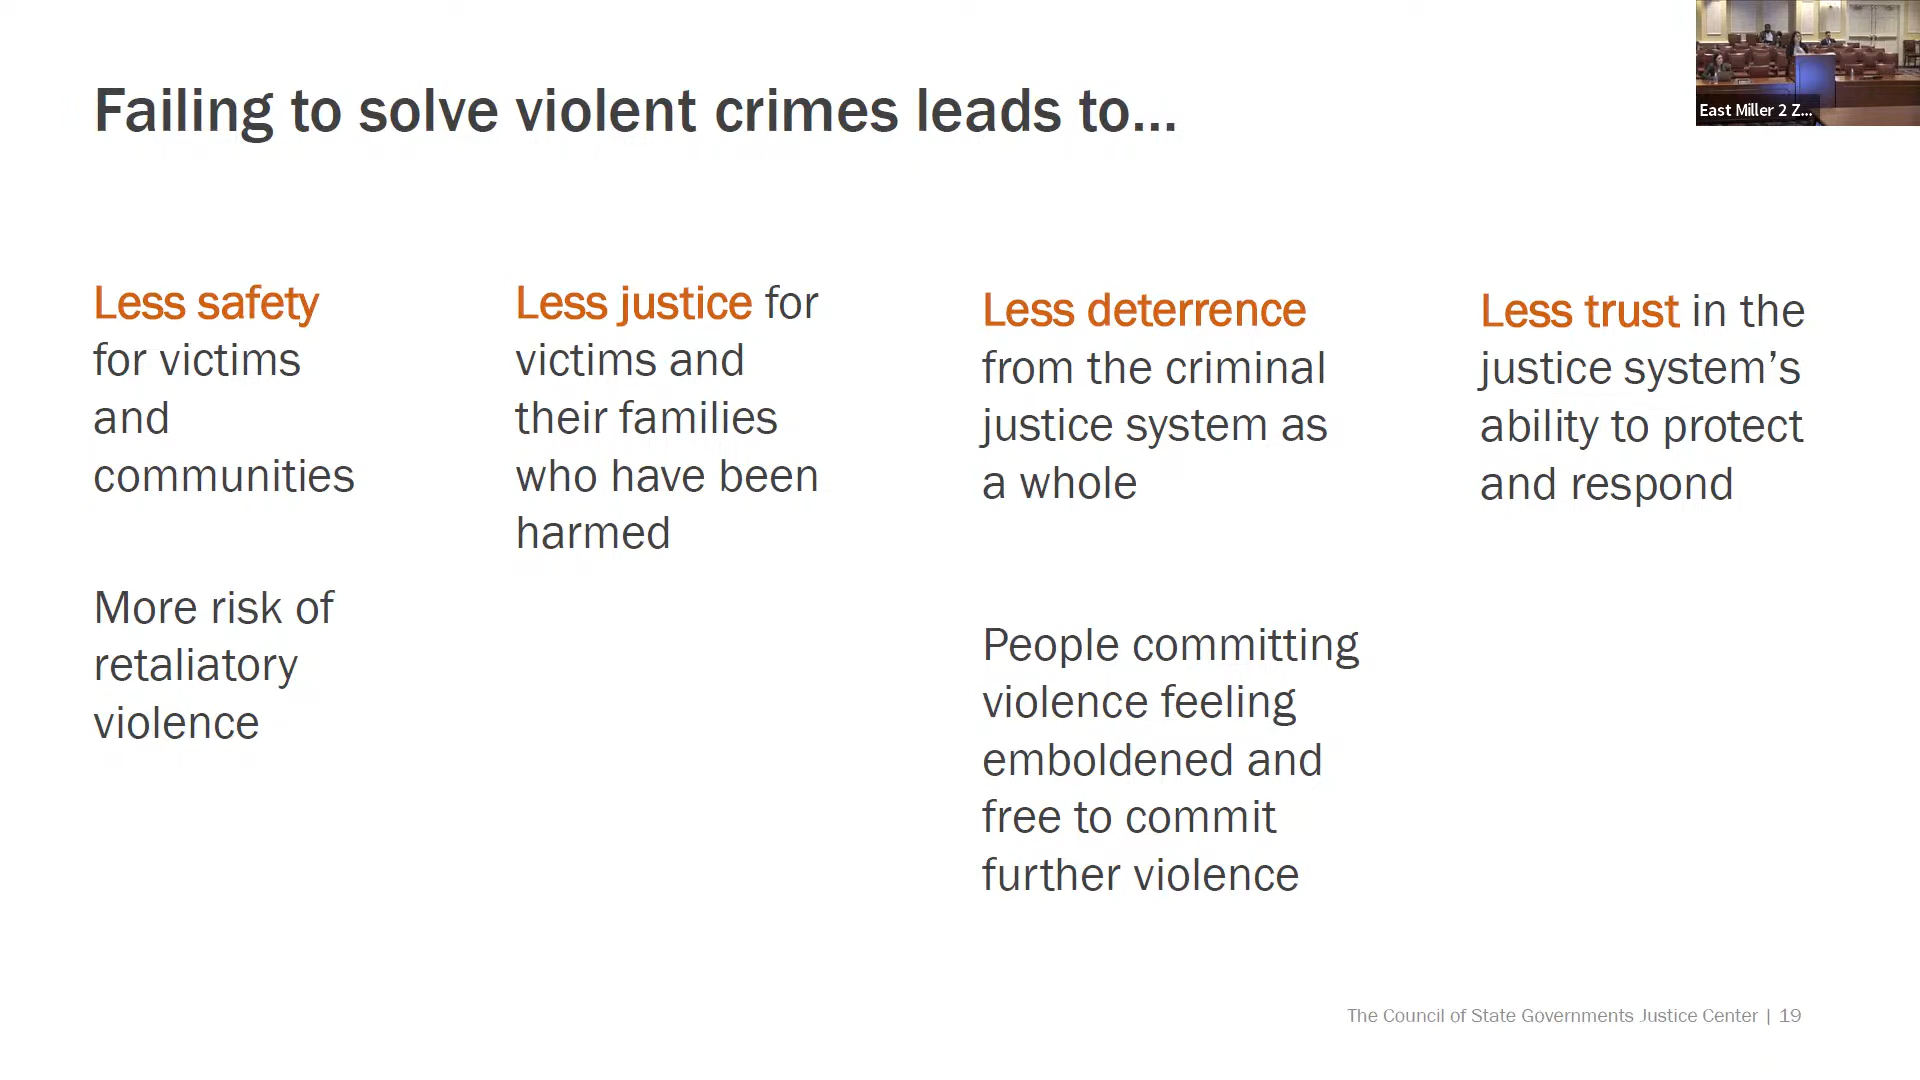 Failing to solve violent crimes leads to...
East Miller 2 Z...
Less safety
for victims
and
communities
More risk of
retaliatory
violence
Less justice for
victims and
their families
who have been
harmed
Less deterrence
from the criminal
justice system as
a whole
People committing
violence feeling
emboldened and
free to commit
further violence
Less trust in the
justice system’s
ability to protect
and respond
The Council of State Governments Justice Center | 19